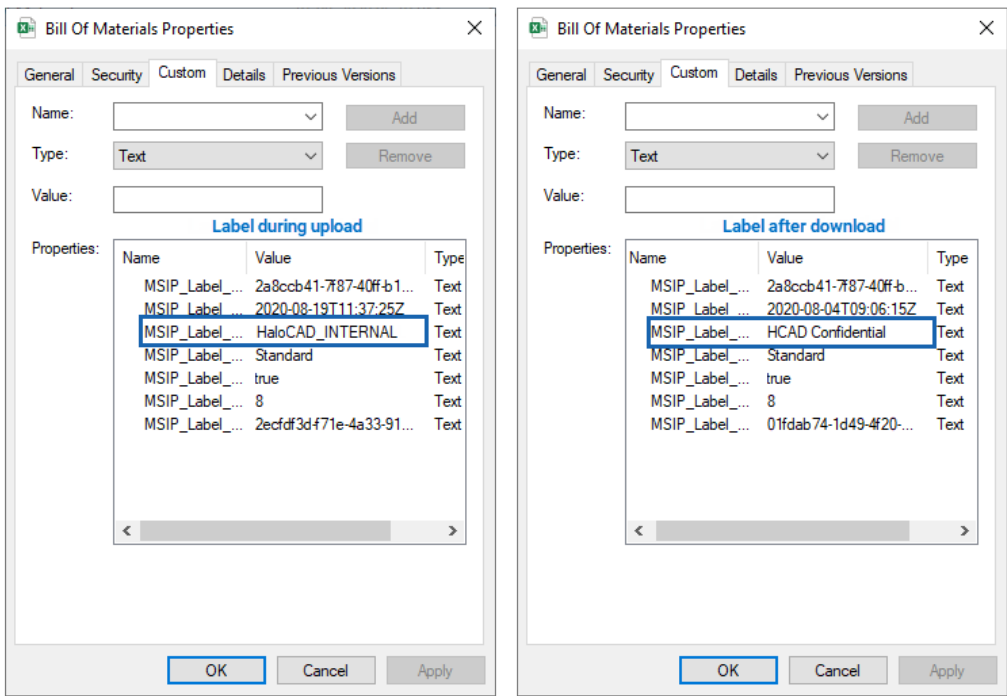 Bill Of Materials Properties
General Security Custom Details Previous Versions
Name:
Add
Type: Text
Remove
Value:
Label during upload
Properties:
Name Value Type
MSIP_Label_... 2a8ccb41-7f87-40ff-b1... Text
MSIP_Label_... 2020-08-19T11:37:25Z Text
MSIP_Label_... HaloCAD_INTERNAL Text
MSIP_Label_... Standard Text
MSIP_Label_... true Text
MSIP_Label_... 8 Text
MSIP_Label_... 2ecfdf3d-f71e-4a33-91... Text
OK Cancel Apply
Bill Of Materials Properties
General Security Custom Details Previous Versions
Name:
Add
Type: Text
Remove
Value:
Label after download
Properties:
Name Value Type
MSIP_Label_... 2a8ccb41-7f87-40ff-b... Text
MSIP_Label_... 2020-08-04T09:06:15Z Text
MSIP_Label_... HCAD Confidential Text
MSIP_Label_... Standard Text
MSIP_Label_... true Text
MSIP_Label_... 8 Text
MSIP_Label_... 01fdab74-1d49-4f20-... Text
OK Cancel Apply